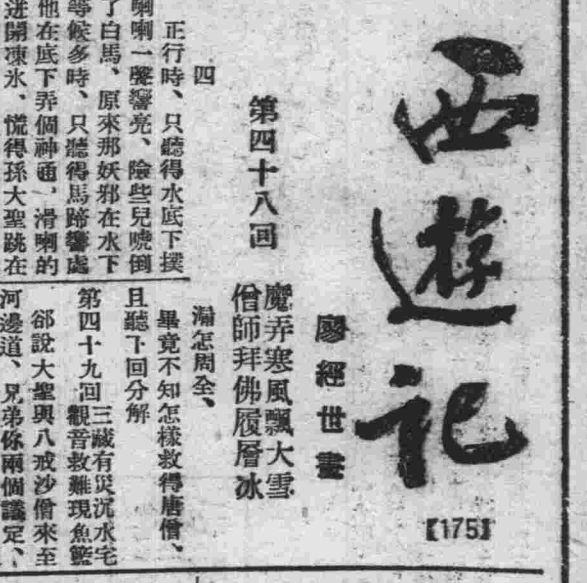 西遊記
【175】
廖經世書
第四十八回
魔弄寒風飄大雪
僧師拜佛履層冰
四
正行時、只聽得水底下撲
喇喇一聲響亮、險些兒唬倒
了白馬、原來那妖邪在水下
等候多時、只聽得馬蹄響處
他在底下弄個神通、滑喇的
迸開凍氷、慌得孫大聖跳在
漏怎周全、
畢竟不知怎樣救得唐僧、
且聽下回分解
第四十九回
三藏有災沉水宅
觀音救難現魚籃
卻說大聖與八戒沙僧來至
河邊道、兄弟你兩個議定、